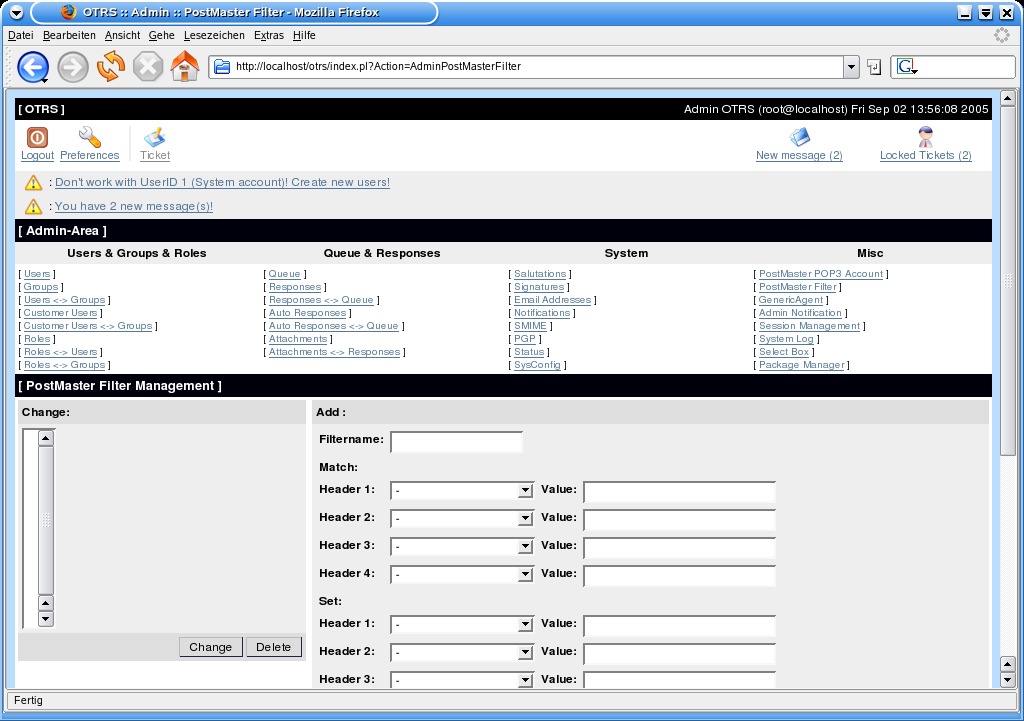 OTRS :: Admin :: PostMaster Filter - Mozilla Firefox
Datei Bearbeiten Ansicht Gehe Lesezeichen Extras Hilfe
http://localhost/otrs/index.pl?Action=AdminPostMasterFilter G
[ OTRS ] Admin OTRS (root@localhost) Fri Sep 02 13:56:08 2005
Logout Preferences Ticket New message (2) Locked Tickets (2)
: Don't work with UserID 1 (System account)! Create new users!
: You have 2 new message(s)!
[ Admin-Area ]
Users & Groups & Roles Queue & Responses System Misc
[ Users ] [ Queue ] [ Salutations ] [ PostMaster POP3 Account ]
[ Groups ] [ Responses ] [ Signatures ] [ PostMaster Filter ]
[ Users <-> Groups ] [ Responses <-> Queue ] [ Email Addresses ] [ GenericAgent ]
[ Customer Users ] [ Auto Responses ] [ Notifications ] [ Admin Notification ]
[ Customer Users <-> Groups ] [ Auto Responses <-> Queue ] [ SMIME ] [ Session Management ]
[ Roles ] [ Attachments ] [ PGP ] [ System Log ]
[ Roles <-> Users ] [ Attachments <-> Responses ] [ Status ] [ Select Box ]
[ Roles <-> Groups ] [ SysConfig ] [ Package Manager ]
[ PostMaster Filter Management ]
Change: Add :
Filtername:
Match:
Header 1: - Value:
Header 2: - Value:
Header 3: - Value:
Header 4: - Value:
Set:
Header 1: - Value:
Change Delete
Header 2: - Value:
Header 3: - Value:
Fertig